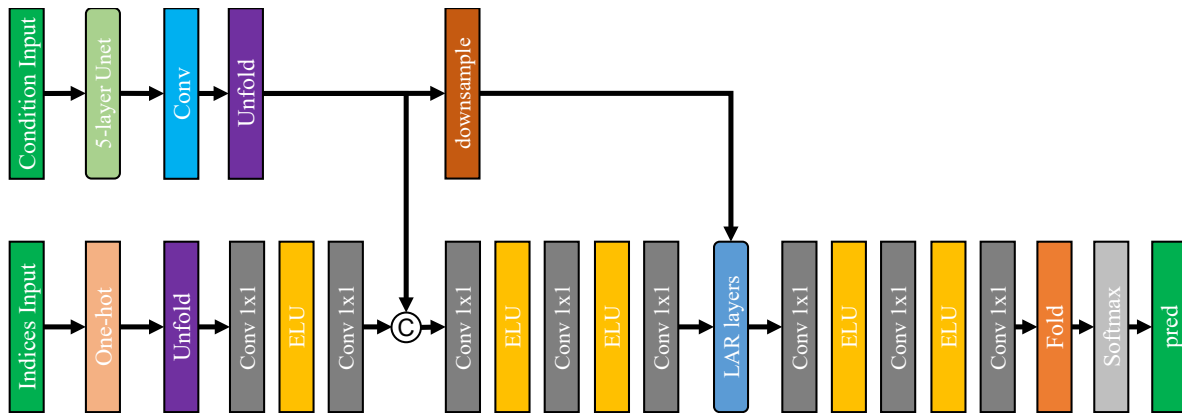 Condition Input
5-layer Unet
Conv
Unfold
downsample
Indices Input
One-hot
Unfold
Conv 1x1
ELU
Conv 1x1
C
Conv 1x1
ELU
Conv 1x1
ELU
Conv 1x1
LAR layers
Conv 1x1
ELU
Conv 1x1
ELU
Conv 1x1
Fold
Softmax
pred